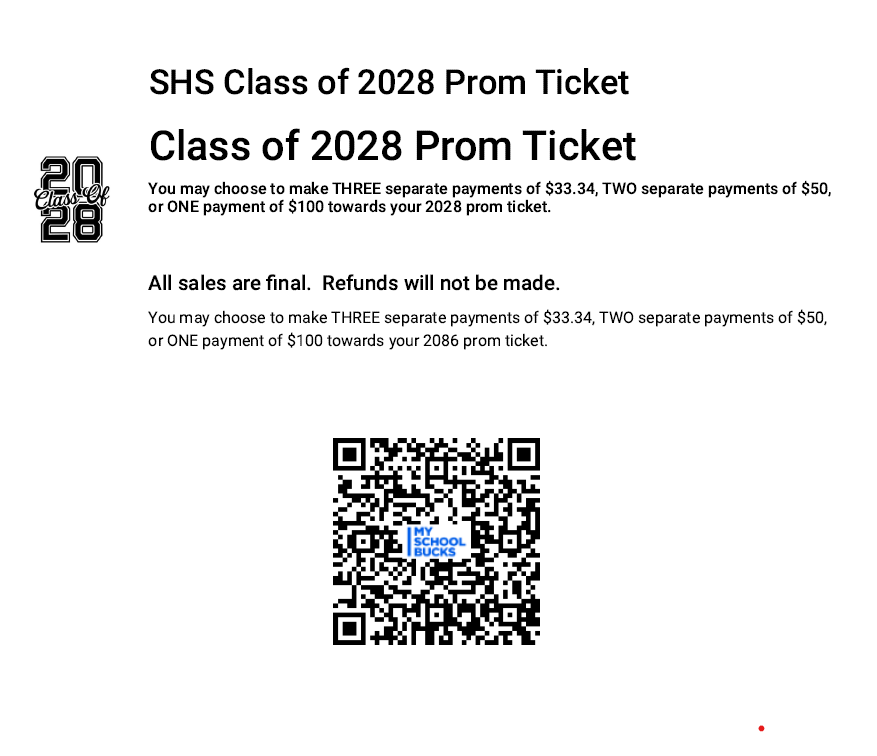 SHS Class of 2028 Prom Ticket
Class of 2028 Prom Ticket
20
Class Of
28
You may choose to make THREE separate payments of $33.34, TWO separate payments of $50,
or ONE payment of $100 towards your 2028 prom ticket.
All sales are final.  Refunds will not be made.
You may choose to make THREE separate payments of $33.34, TWO separate payments of $50,
or ONE payment of $100 towards your 2086 prom ticket.
MY
SCHOOL
BUCKS